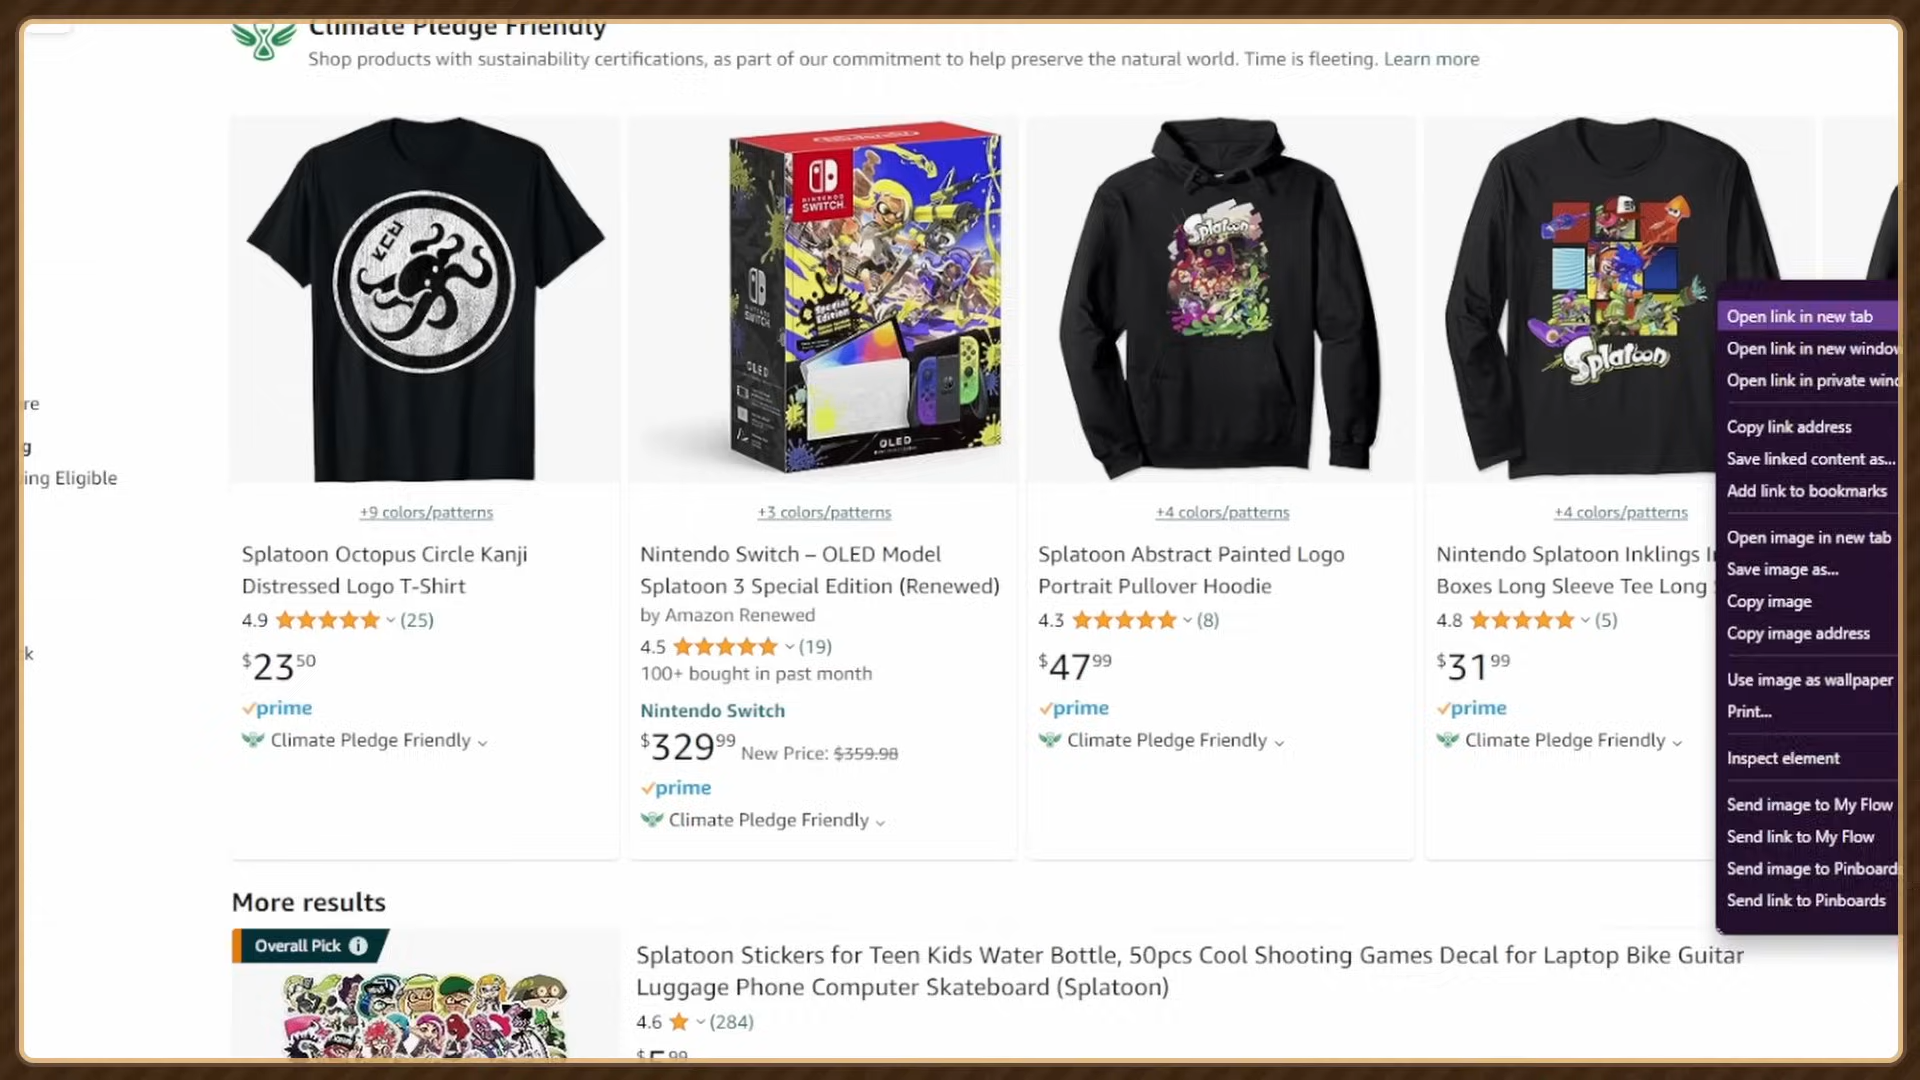 Climate Pledge Friendly
Shop products with sustainability certifications, as part of our commitment to help preserve the natural world. Time is fleeting. Learn more
NINTENDO
SWITCH
Special
Edition
OLED
Splatoon
Splatoon
re
g
ing Eligible
k
+9 colors/patterns
Splatoon Octopus Circle Kanji
Distressed Logo T-Shirt
4.9 (25)
$23 50
prime
Climate Pledge Friendly
+3 colors/patterns
Nintendo Switch – OLED Model
Splatoon 3 Special Edition (Renewed)
by Amazon Renewed
4.5 (19)
100+ bought in past month
Nintendo Switch
$329 99 New Price: $359.98
prime
Climate Pledge Friendly
+4 colors/patterns
Splatoon Abstract Painted Logo
Portrait Pullover Hoodie
4.3 (8)
$47 99
prime
Climate Pledge Friendly
+4 colors/patterns
Nintendo Splatoon Inklings I
Boxes Long Sleeve Tee Long
4.8 (5)
$31 99
prime
Climate Pledge Friendly
Open link in new tab
Open link in new window
Open link in private wind
Copy link address
Save linked content as...
Add link to bookmarks
Open image in new tab
Save image as...
Copy image
Copy image address
Use image as wallpaper
Print...
Inspect element
Send image to My Flow
Send link to My Flow
Send image to Pinboards
Send link to Pinboards
More results
Overall Pick
Splatoon Stickers for Teen Kids Water Bottle, 50pcs Cool Shooting Games Decal for Laptop Bike Guitar
Luggage Phone Computer Skateboard (Splatoon)
4.6 (284)
$5 99